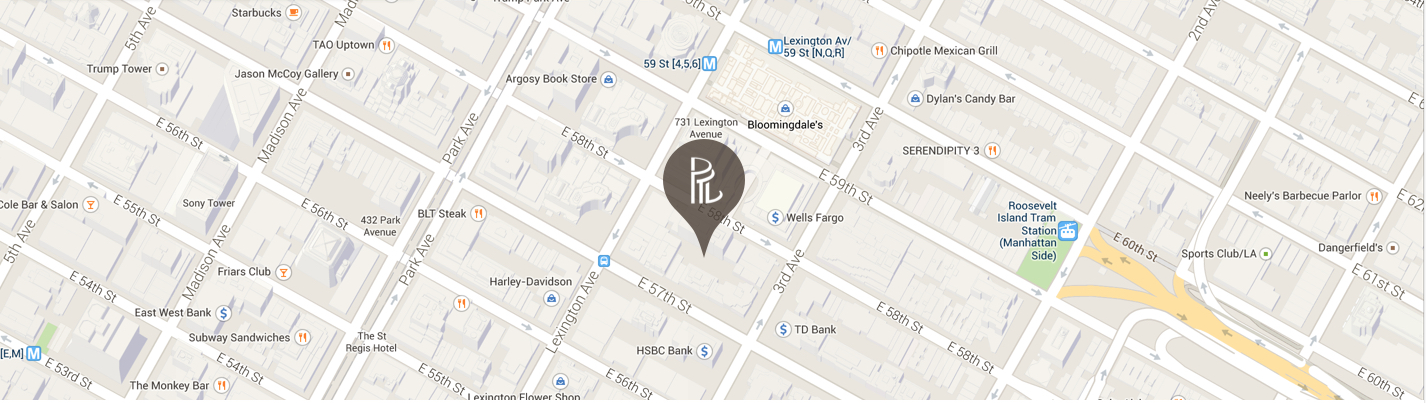 Starbucks
5th Ave
TAO Uptown
Trump Tower
Jason McCoy Gallery
Argosy Book Store
59 St [4,5,6]
Lexington Av/
59 St [N,Q,R]
Chipotle Mexican Grill
2nd Ave
Dylan's Candy Bar
Bloomingdale's
731 Lexington
Avenue
3rd Ave
SERENDIPITY 3
E 56th St
Madison Ave
Park Ave
E 58th St
E 59th St
Cole Bar & Salon
E 55th St
Sony Tower
E 56th St
432 Park
Avenue
BLT Steak
E 58th St
Wells Fargo
Roosevelt
Island Tram
Station
(Manhattan
Side)
Neely's Barbecue Parlor
E 62
5th Ave
Madison Ave
Friars Club
Park Ave
Harley-Davidson
3rd Ave
E 60th St
Sports Club/LA
Dangerfield's
E 61st St
E 54th St
East West Bank
Subway Sandwiches
The St
Regis Hotel
Lexington Ave
E 57th St
HSBC Bank
TD Bank
E 58th St
E 58th St
[E,M]
E 53rd St
The Monkey Bar
E 54th St
E 55th St
Lexington Flower Shop
E 56th St
E 60th St